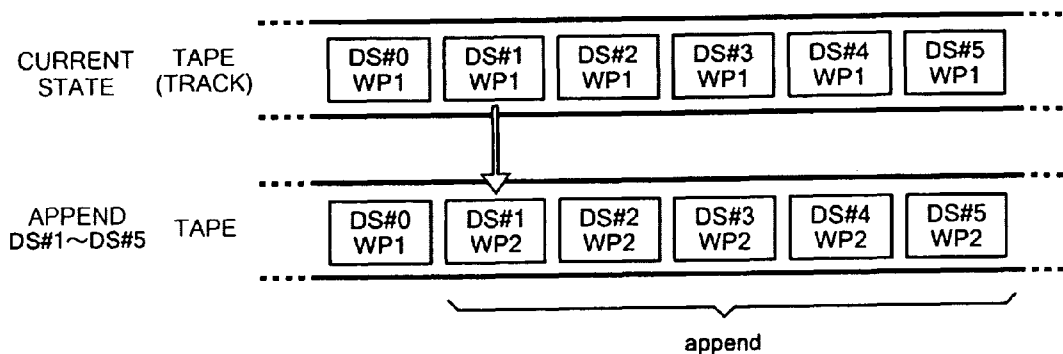 CURRENT STATE
TAPE (TRACK)
DS#0 WP1
DS#1 WP1
DS#2 WP1
DS#3 WP1
DS#4 WP1
DS#5 WP1
APPEND DS#1~DS#5
TAPE
DS#0 WP1
DS#1 WP2
DS#2 WP2
DS#3 WP2
DS#4 WP2
DS#5 WP2
append